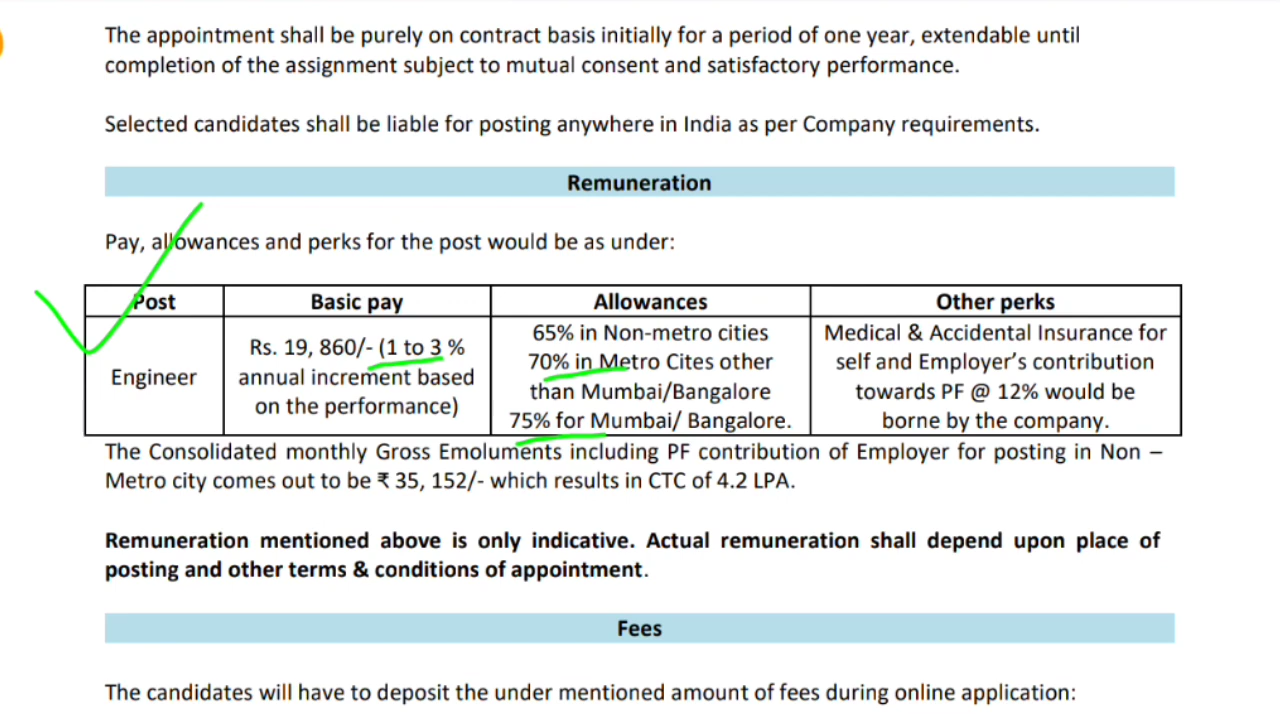 The appointment shall be purely on contract basis initially for a period of one year, extendable until
completion of the assignment subject to mutual consent and satisfactory performance.
Selected candidates shall be liable for posting anywhere in India as per Company requirements.
Remuneration
Pay, allowances and perks for the post would be as under:
Post
Basic pay
Allowances
Other perks
Engineer
Rs. 19, 860/- (1 to 3 %
annual increment based
on the performance)
65% in Non-metro cities
70% in Metro Cites other
than Mumbai/Bangalore
75% for Mumbai/ Bangalore.
Medical & Accidental Insurance for
self and Employer’s contribution
towards PF @ 12% would be
borne by the company.
The Consolidated monthly Gross Emoluments including PF contribution of Employer for posting in Non –
Metro city comes out to be ₹ 35, 152/- which results in CTC of 4.2 LPA.
Remuneration mentioned above is only indicative. Actual remuneration shall depend upon place of
posting and other terms & conditions of appointment.
Fees
The candidates will have to deposit the under mentioned amount of fees during online application: